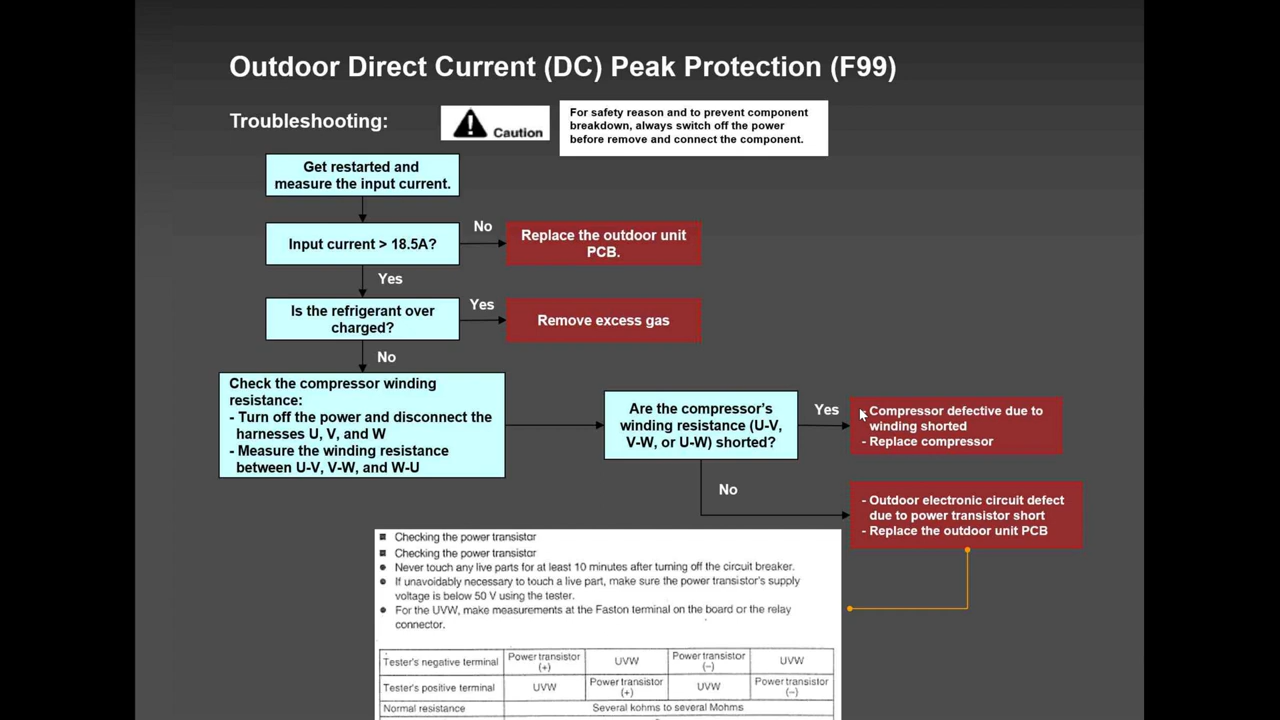 Outdoor Direct Current (DC) Peak Protection (F99)
Troubleshooting:
Caution
For safety reason and to prevent component
breakdown, always switch off the power
before remove and connect the component.
Get restarted and
measure the input current.
Input current > 18.5A?
No
Replace the outdoor unit
PCB.
Yes
Is the refrigerant over
charged?
Yes
Remove excess gas
No
Check the compressor winding
resistance:
- Turn off the power and disconnect the
harnesses U, V, and W
- Measure the winding resistance
between U-V, V-W, and W-U
Are the compressor's
winding resistance (U-V,
V-W, or U-W) shorted?
Yes
- Compressor defective due to
winding shorted
- Replace compressor
No
- Outdoor electronic circuit defect
due to power transistor short
- Replace the outdoor unit PCB
■ Checking the power transistor
■ Checking the power transistor
● Never touch any live parts for at least 10 minutes after turning off the circuit breaker.
● If unavoidably necessary to touch a live part, make sure the power transistor's supply
voltage is below 50 V using the tester.
● For the UVW, make measurements at the Faston terminal on the board or the relay
connector.
Tester's negative terminal Power transistor (+) UVW Power transistor (–) UVW
Tester's positive terminal UVW Power transistor (+) UVW Power transistor (–)
Normal resistance Several kohms to several Mohms